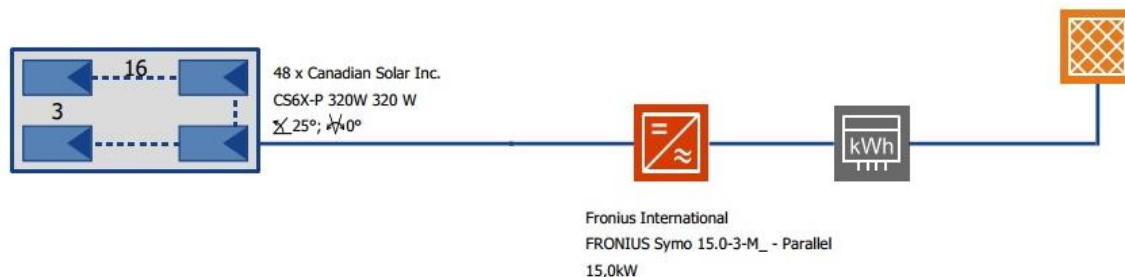 16
3
48 x Canadian Solar Inc.
CS6X-P 320W 320 W
25°; 0°
kWh
Fronius International
FRONIUS Symo 15.0-3-M_ - Parallel
15,0kW